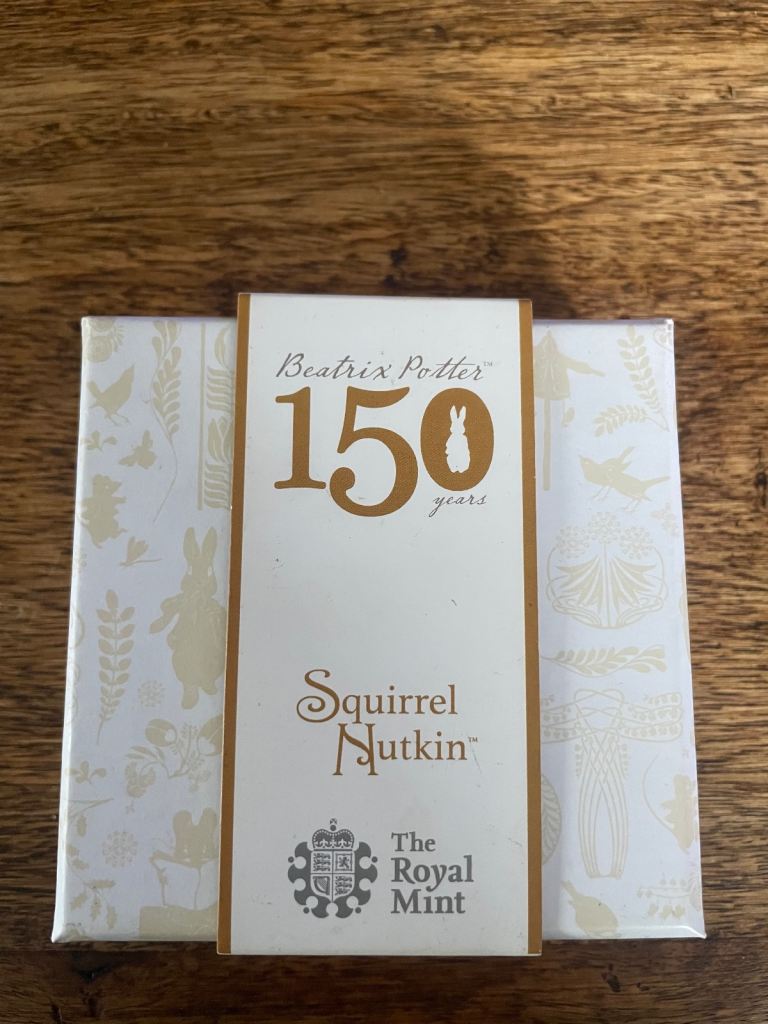 Beatrix Potter™
150
years
Squirrel
Nutkin™
The
Royal
Mint